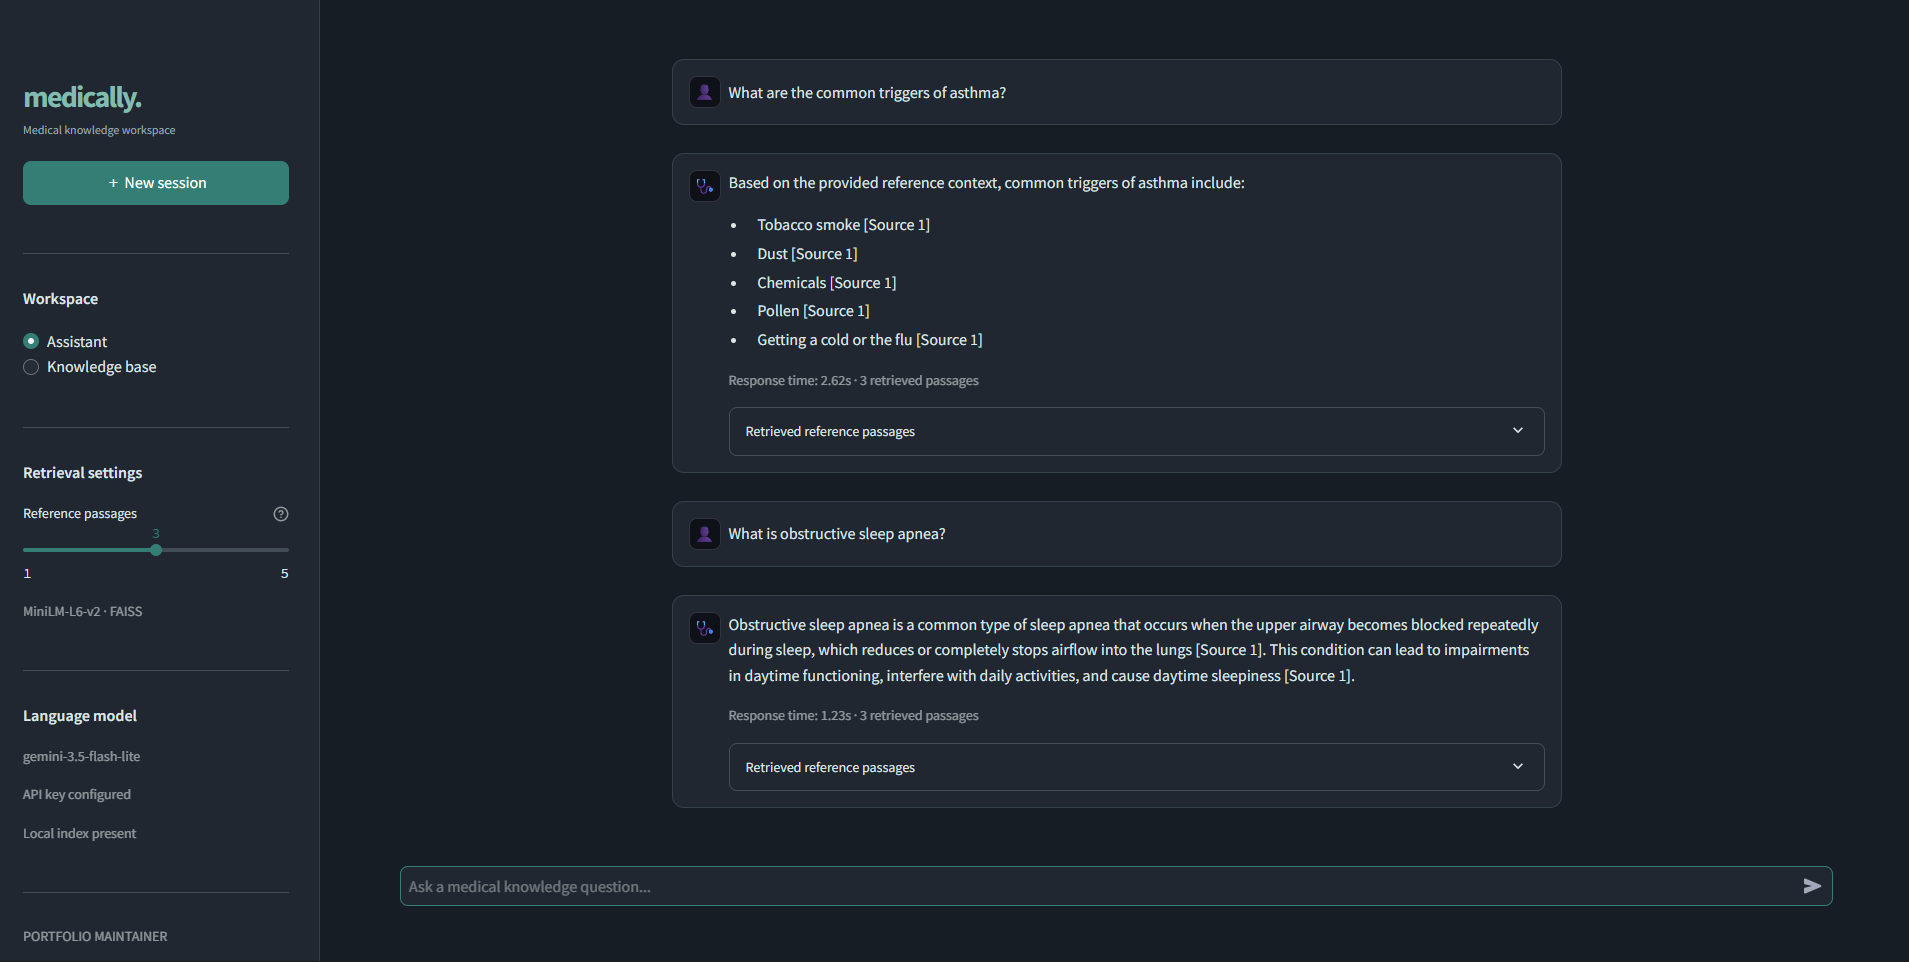 medically.
Medical knowledge workspace
+ New session
Workspace
Assistant
Knowledge base
Retrieval settings
Reference passages
3
1
5
MiniLM-L6-v2 · FAISS
Language model
gemini-3.5-flash-lite
API key configured
Local index present
PORTFOLIO MAINTAINER
What are the common triggers of asthma?
Based on the provided reference context, common triggers of asthma include:
• Tobacco smoke [Source 1]
• Dust [Source 1]
• Chemicals [Source 1]
• Pollen [Source 1]
• Getting a cold or the flu [Source 1]
Response time: 2.62s · 3 retrieved passages
Retrieved reference passages
What is obstructive sleep apnea?
Obstructive sleep apnea is a common type of sleep apnea that occurs when the upper airway becomes blocked repeatedly
during sleep, which reduces or completely stops airflow into the lungs [Source 1]. This condition can lead to impairments
in daytime functioning, interfere with daily activities, and cause daytime sleepiness [Source 1].
Response time: 1.23s · 3 retrieved passages
Retrieved reference passages
Ask a medical knowledge question...